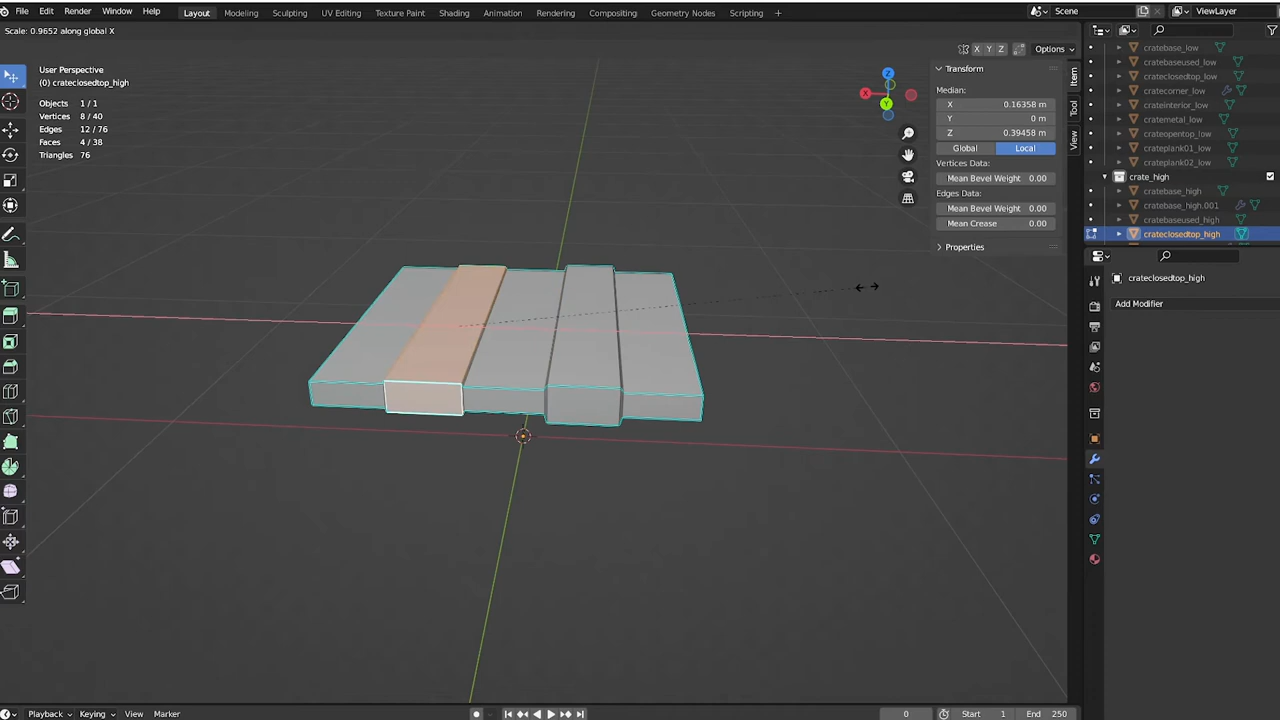 File Edit Render Window Help Layout Modeling Sculpting UV Editing Texture Paint Shading Animation Rendering Compositing Geometry Nodes Scripting + Scene ViewLayer
Scale: 0.9652 along global X
X Y Z Options
User Perspective
(0) crateclosedtop_high
Objects 1 / 1
Vertices 8 / 40
Edges 12 / 76
Faces 4 / 38
Triangles 76
X
Y
Z
Transform
Median:
X 0.16358 m
Y 0 m
Z 0.39458 m
Global Local
Vertices Data:
Mean Bevel Weight 0.00
Edges Data:
Mean Bevel Weight 0.00
Mean Crease 0.00
Properties
Item
Tool
View
cratebase_low
cratebaseused_low
crateclosedtop_low
cratecorner_low
crateinterior_low
cratemetal_low
crateopentop_low
crateplank01_low
crateplank02_low
crate_high
cratebase_high
cratebase_high.001
cratebaseused_high
crateclosedtop_high
crateclosedtop_high
Add Modifier
Playback Keying View Marker 0 Start 1 End 250